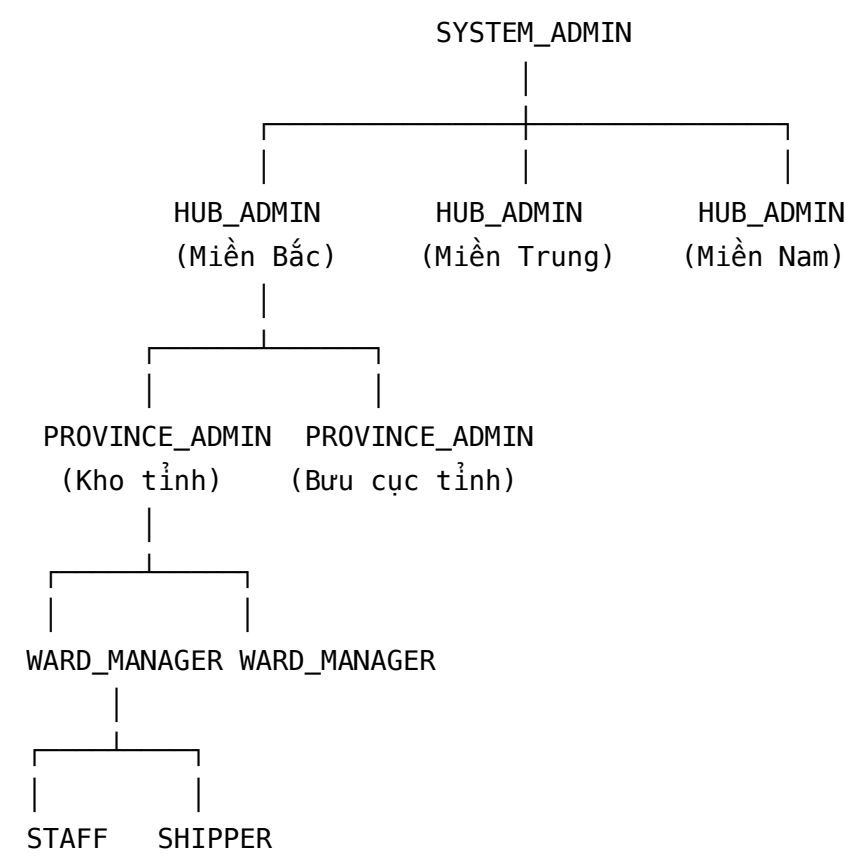 SYSTEM_ADMIN
HUB_ADMIN HUB_ADMIN HUB_ADMIN
(Miền Bắc) (Miền Trung) (Miền Nam)
PROVINCE_ADMIN PROVINCE_ADMIN
(Kho tỉnh) (Bưu cục tỉnh)
WARD_MANAGER WARD_MANAGER
STAFF SHIPPER